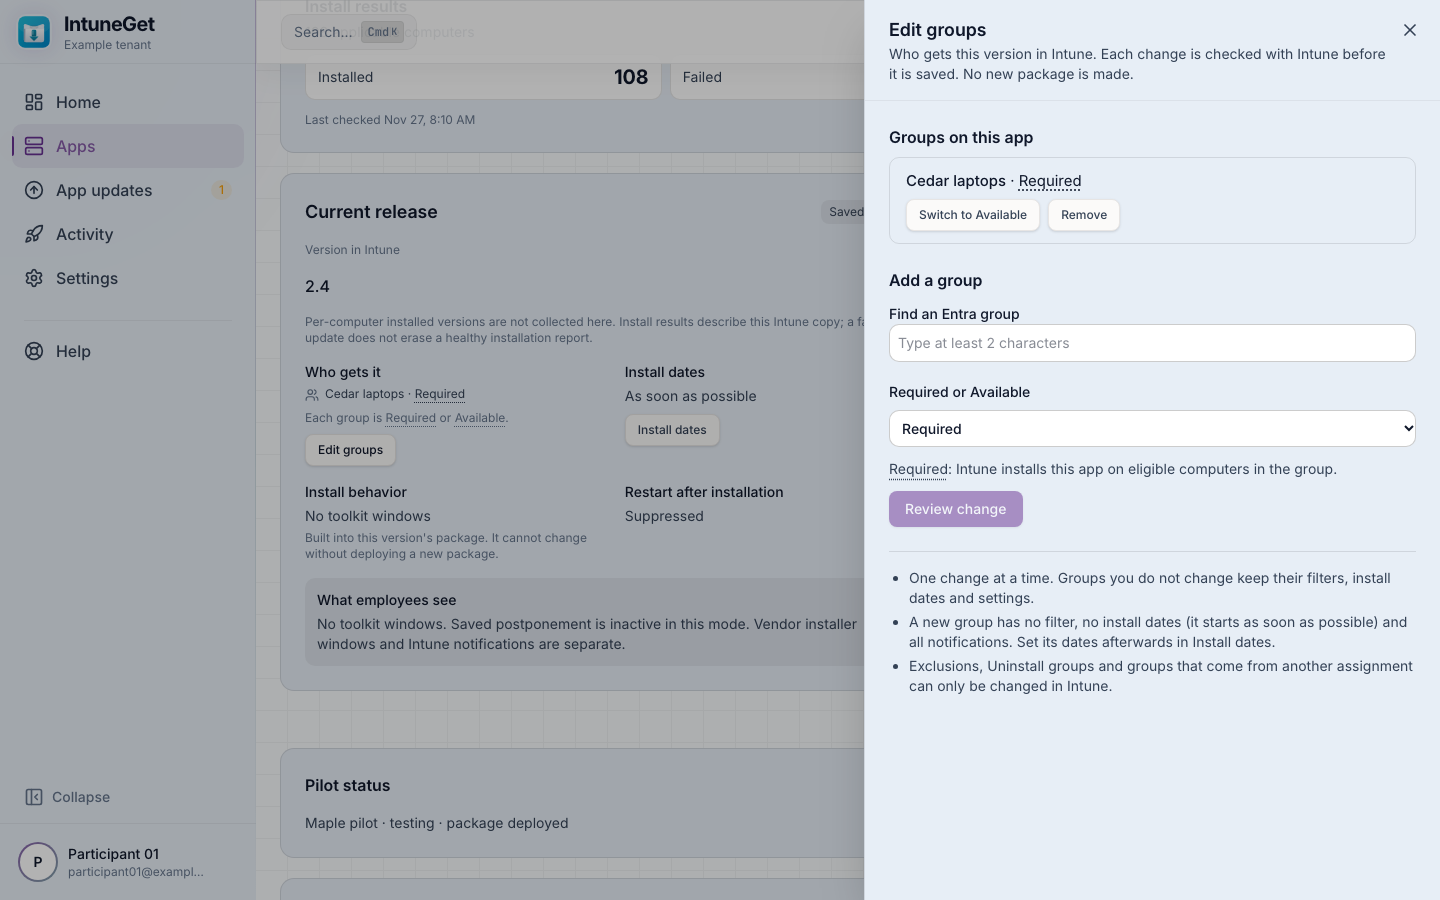 IntuneGet
Example tenant
Home
Apps
App updates
1
Activity
Settings
Help
Collapse
P
Participant 01
participant01@exampl...
Install results
Search...
Cmd K
computers
Installed
108
Failed
Last checked Nov 27, 8:10 AM
Current release
Saved
Version in Intune
2.4
Per-computer installed versions are not collected here. Install results describe this Intune copy; a
update does not erase a healthy installation report.
Who gets it
Cedar laptops · Required
Each group is Required or Available.
Edit groups
Install dates
As soon as possible
Install dates
Install behavior
No toolkit windows
Built into this version's package. It cannot change
without deploying a new package.
Restart after installation
Suppressed
What employees see
No toolkit windows. Saved postponement is inactive in this mode. Vendor installer
windows and Intune notifications are separate.
Pilot status
Maple pilot · testing · package deployed
Edit groups
Who gets this version in Intune. Each change is checked with Intune before
it is saved. No new package is made.
Groups on this app
Cedar laptops · Required
Switch to Available
Remove
Add a group
Find an Entra group
Type at least 2 characters
Required or Available
Required
Required: Intune installs this app on eligible computers in the group.
Review change
• One change at a time. Groups you do not change keep their filters, install
dates and settings.
• A new group has no filter, no install dates (it starts as soon as possible) and
all notifications. Set its dates afterwards in Install dates.
• Exclusions, Uninstall groups and groups that come from another assignment
can only be changed in Intune.